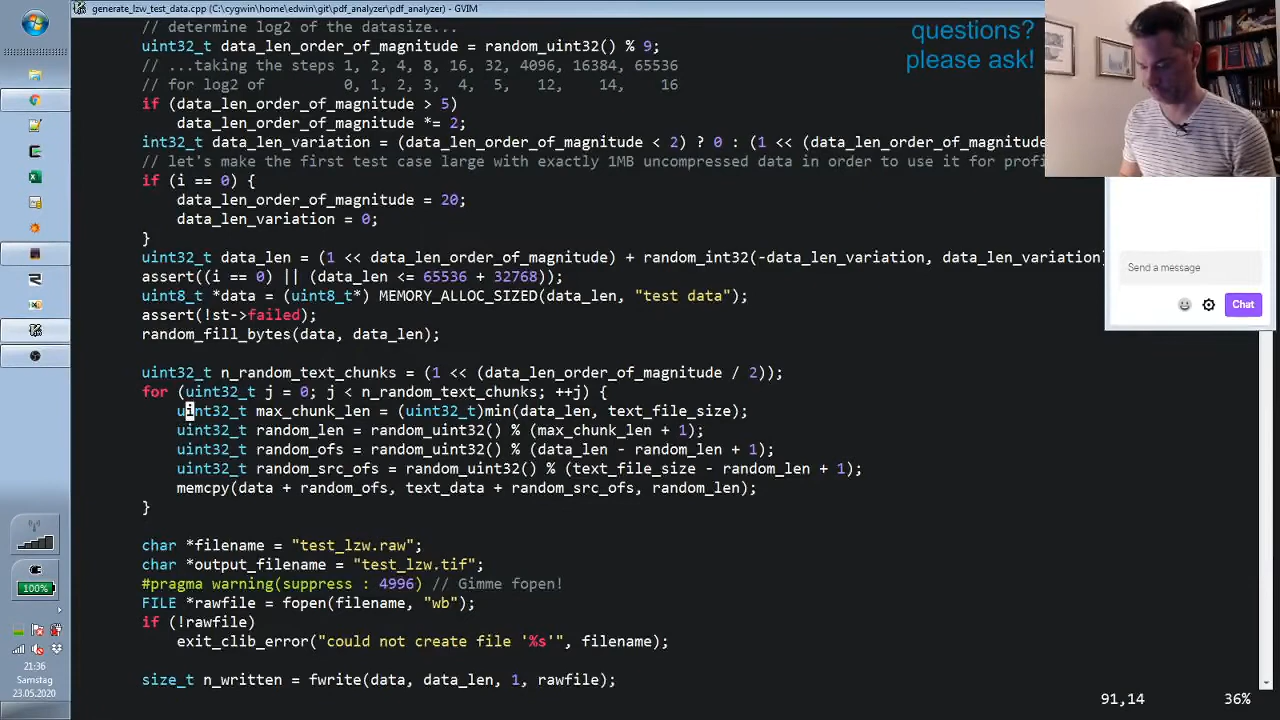 generate_lzw_test_data.cpp (C:\cygwin\home\edwin\git\pdf_analyzer\pdf_analyzer) - GVIM
// determine log2 of the datasize...
uint32_t data_len_order_of_magnitude = random_uint32() % 9;
// ...taking the steps 1, 2, 4, 8, 16, 32, 4096, 16384, 65536
// for log2 of 0, 1, 2, 3, 4, 5, 12, 14, 16
if (data_len_order_of_magnitude > 5)
data_len_order_of_magnitude *= 2;
int32_t data_len_variation = (data_len_order_of_magnitude < 2) ? 0 : (1 << (data_len_order_of_magnitude
// let's make the first test case large with exactly 1MB uncompressed data in order to use it for profi
if (i == 0) {
data_len_order_of_magnitude = 20;
data_len_variation = 0;
}
uint32_t data_len = (1 << data_len_order_of_magnitude) + random_int32(-data_len_variation, data_len_variation)
assert((i == 0) || (data_len <= 65536 + 32768));
uint8_t *data = (uint8_t*) MEMORY_ALLOC_SIZED(data_len, "test data");
assert(!st->failed);
random_fill_bytes(data, data_len);
uint32_t n_random_text_chunks = (1 << (data_len_order_of_magnitude / 2));
for (uint32_t j = 0; j < n_random_text_chunks; ++j) {
uint32_t max_chunk_len = (uint32_t)min(data_len, text_file_size);
uint32_t random_len = random_uint32() % (max_chunk_len + 1);
uint32_t random_ofs = random_uint32() % (data_len - random_len + 1);
uint32_t random_src_ofs = random_uint32() % (text_file_size - random_len + 1);
memcpy(data + random_ofs, text_data + random_src_ofs, random_len);
}
char *filename = "test_lzw.raw";
char *output_filename = "test_lzw.tif";
#pragma warning(suppress : 4996) // Gimme fopen!
FILE *rawfile = fopen(filename, "wb");
if (!rawfile)
exit_clib_error("could not create file '%s'", filename);
size_t n_written = fwrite(data, data_len, 1, rawfile);
91,14 36%
questions?
please ask!
Send a message
Chat
100%
21:36
Samstag
23.05.2020